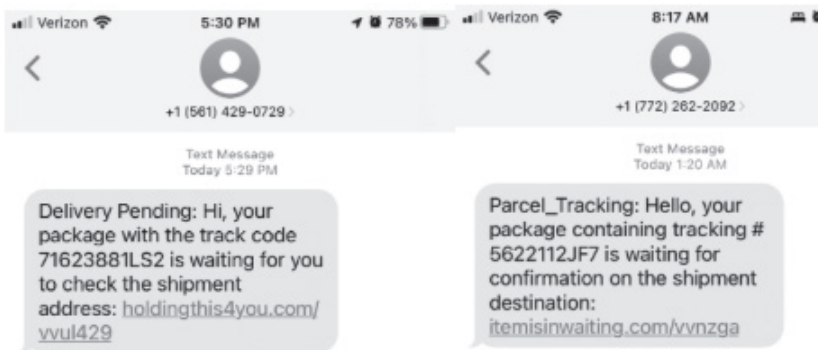 Verizon 5:30 PM 78%
+1 (561) 429-0729
Text Message
Today 5:29 PM
Delivery Pending: Hi, your
package with the track code
71623881LS2 is waiting for you
to check the shipment
address: holdingthis4you.com/
vvul429
Verizon 8:17 AM
+1 (772) 262-2092
Text Message
Today 1:20 AM
Parcel_Tracking: Hello, your
package containing tracking #
5622112JF7 is waiting for
confirmation on the shipment
destination:
itemisinwaiting.com/vvnzga